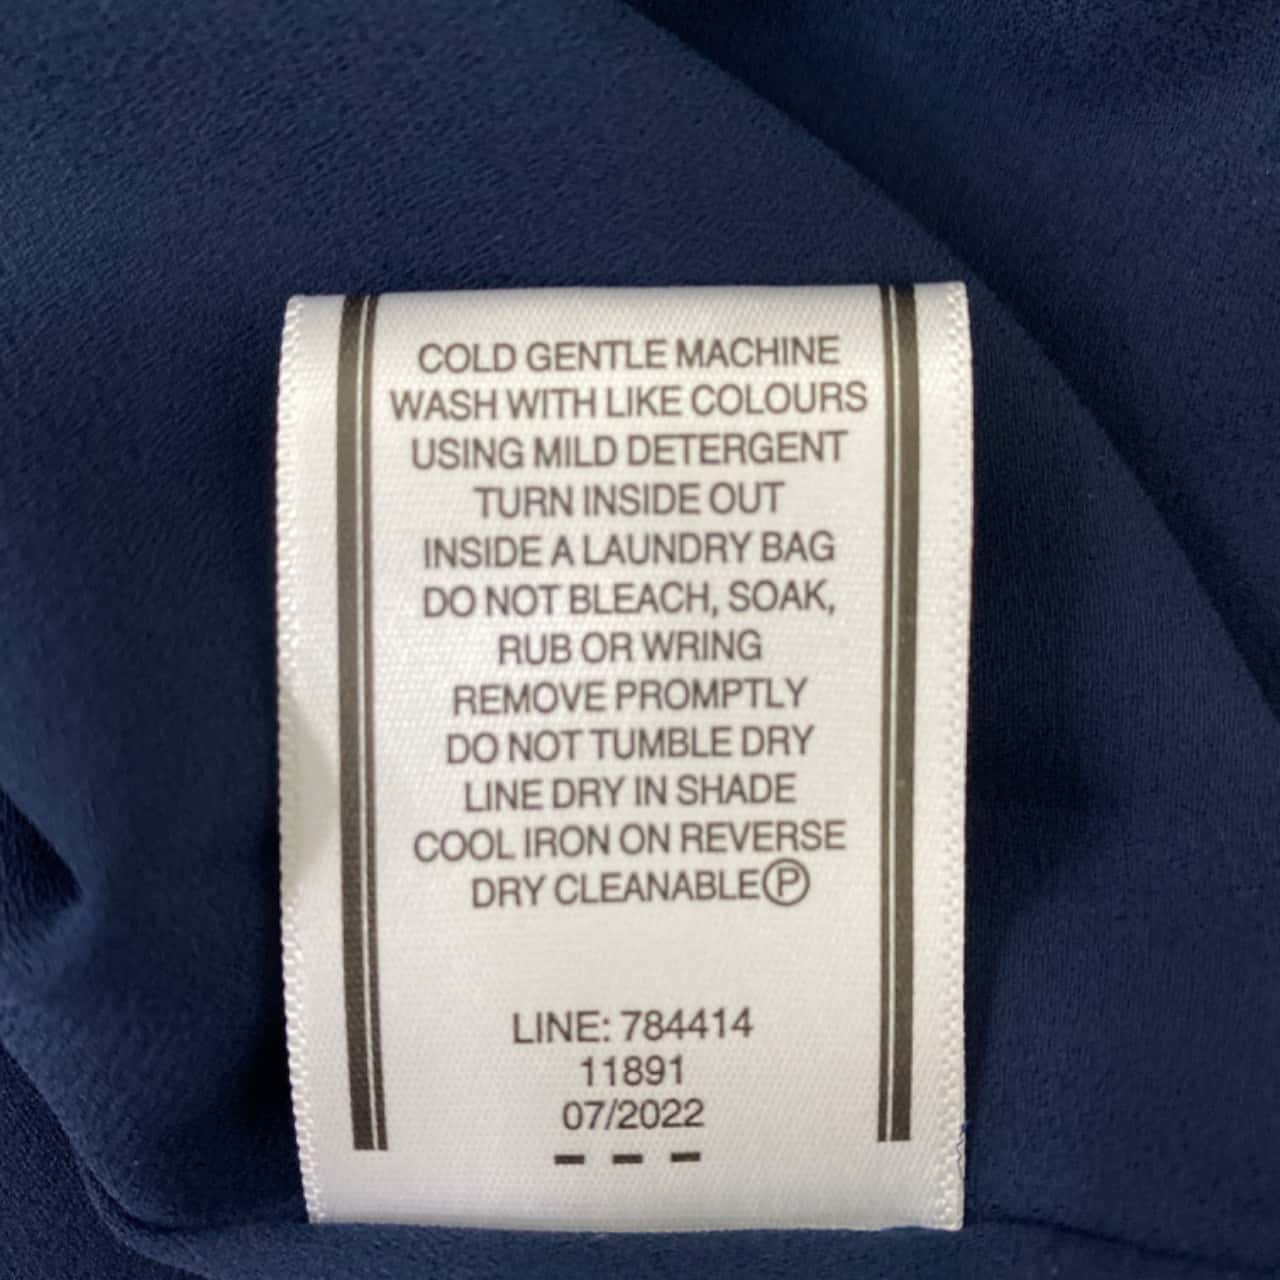 COLD GENTLE MACHINE
WASH WITH LIKE COLOURS
USING MILD DETERGENT
TURN INSIDE OUT
INSIDE A LAUNDRY BAG
DO NOT BLEACH, SOAK,
RUB OR WRING
REMOVE PROMPTLY
DO NOT TUMBLE DRY
LINE DRY IN SHADE
COOL IRON ON REVERSE
DRY CLEANABLE Ⓟ
LINE: 784414
11891
07/2022